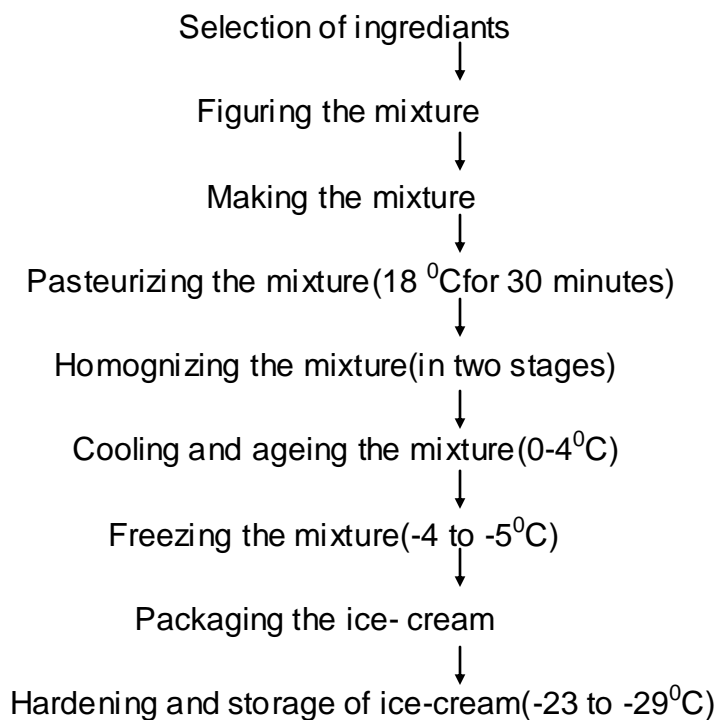 Selection of ingrediants
Figuring the mixture
Making the mixture
Pasteurizing the mixture(18 ⁰Cfor 30 minutes)
Homognizing the mixture(in two stages)
Cooling and ageing the mixture(0-4⁰C)
Freezing the mixture(-4 to -5⁰C)
Packaging the ice- cream
Hardening and storage of ice-cream(-23 to -29⁰C)